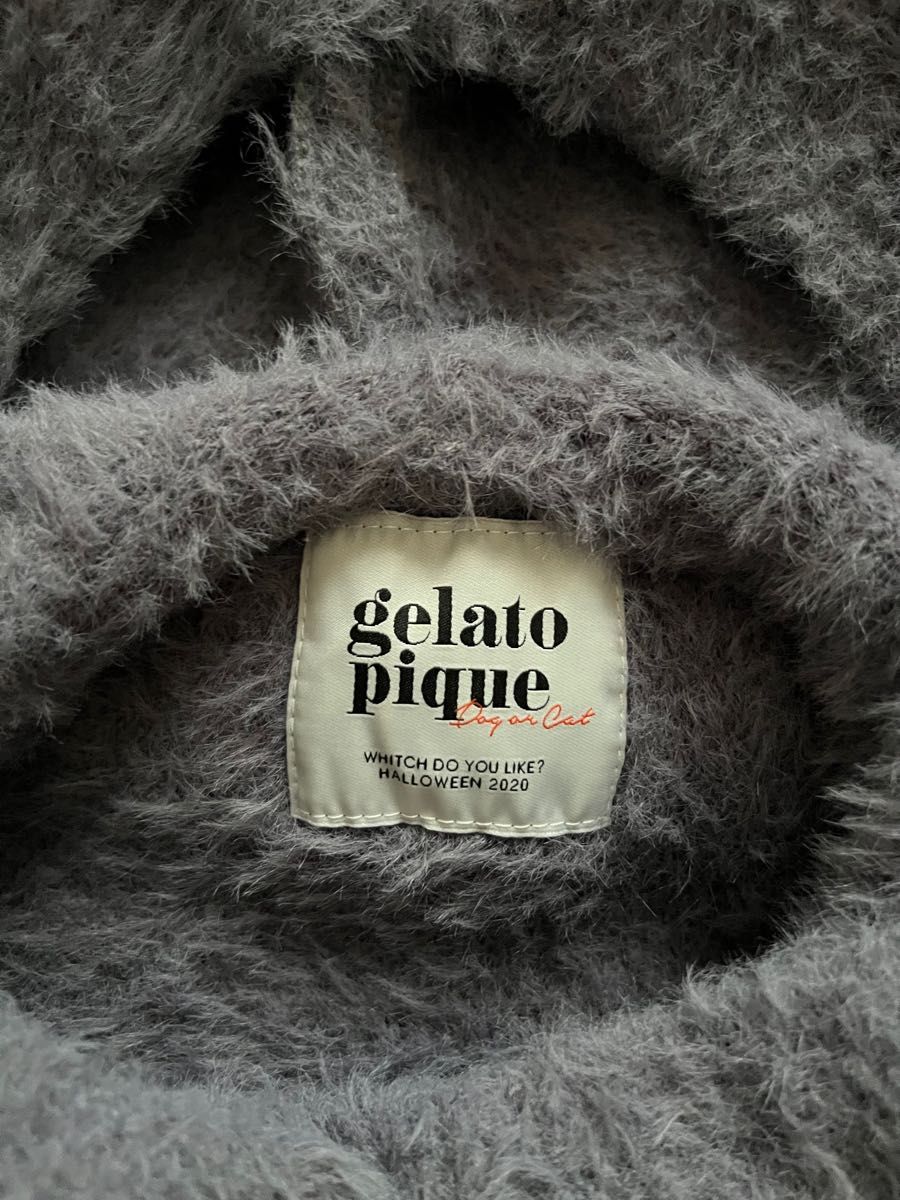 gelato
pique
Dog or Cat
WHITCH DO YOU LIKE?
HALLOWEEN 2020